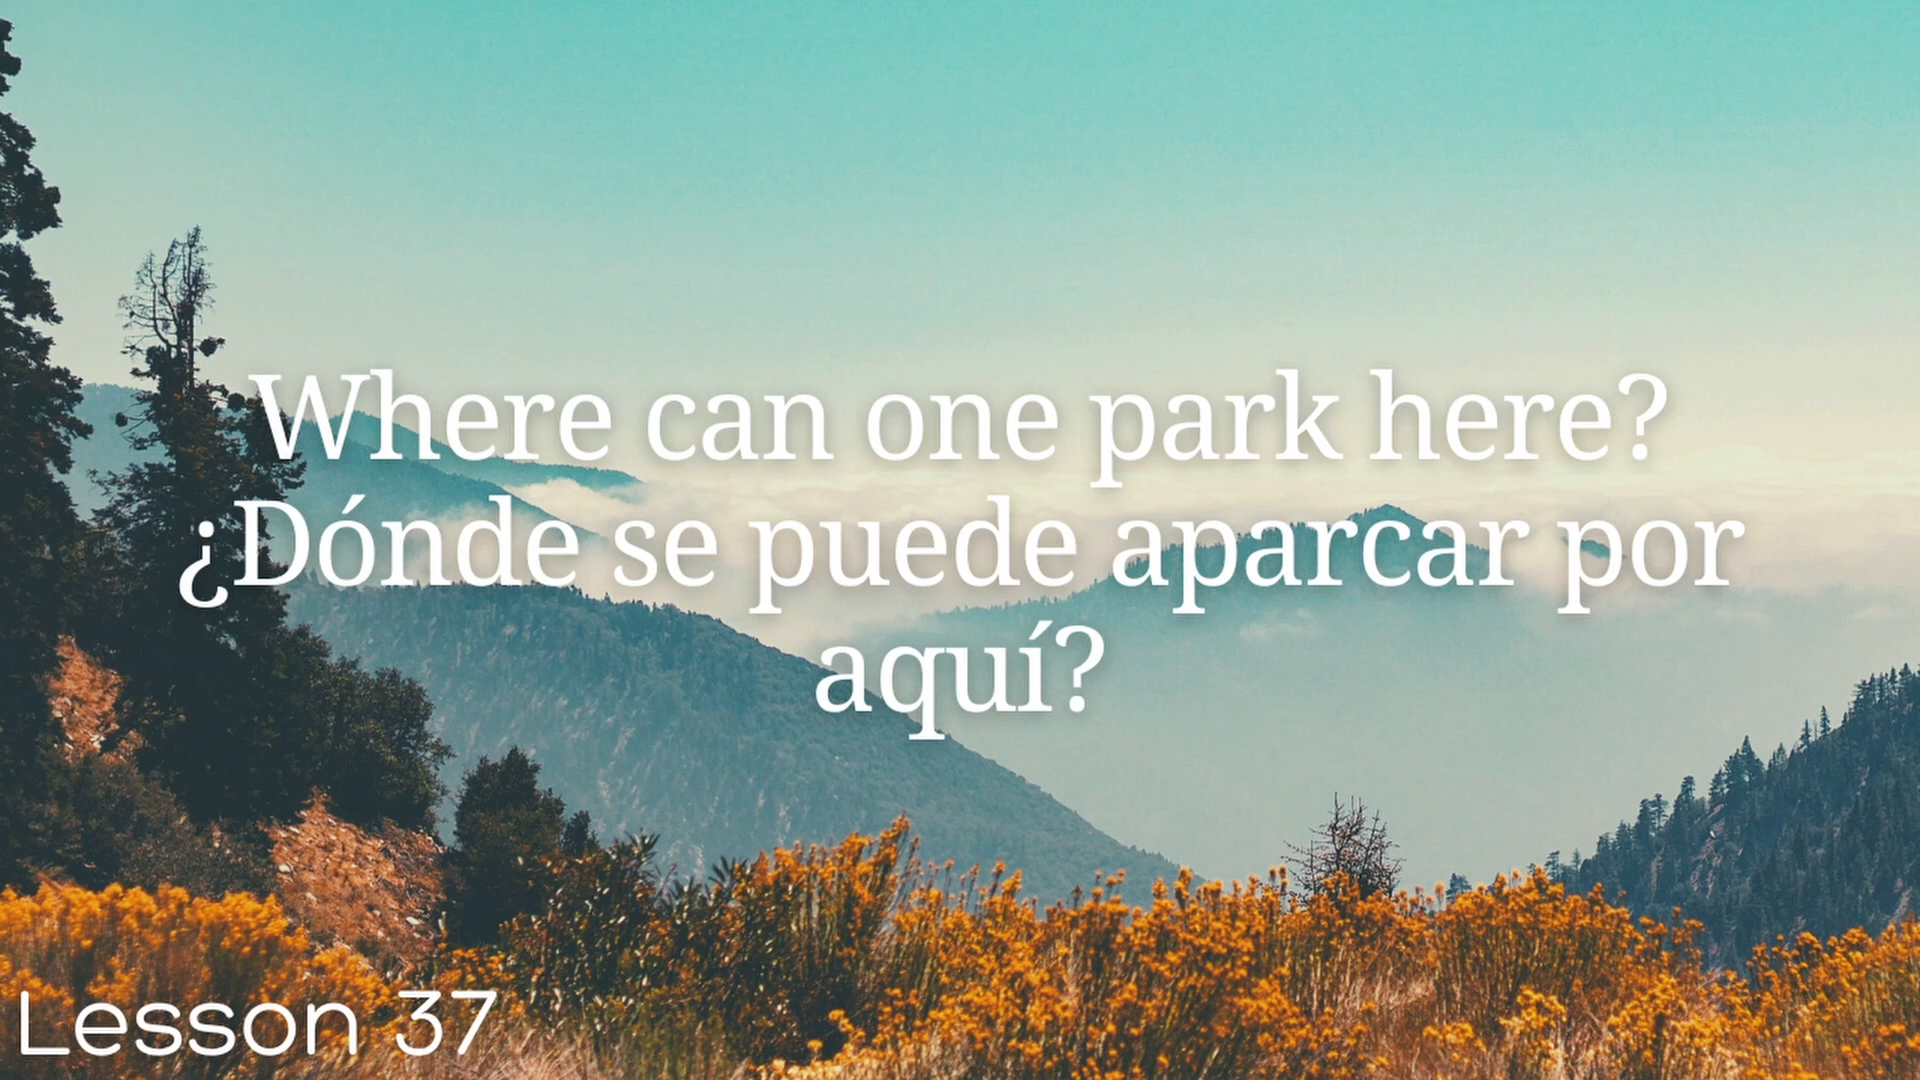 Where can one park here?
¿Dónde se puede aparcar por
aquí?
Lesson 37